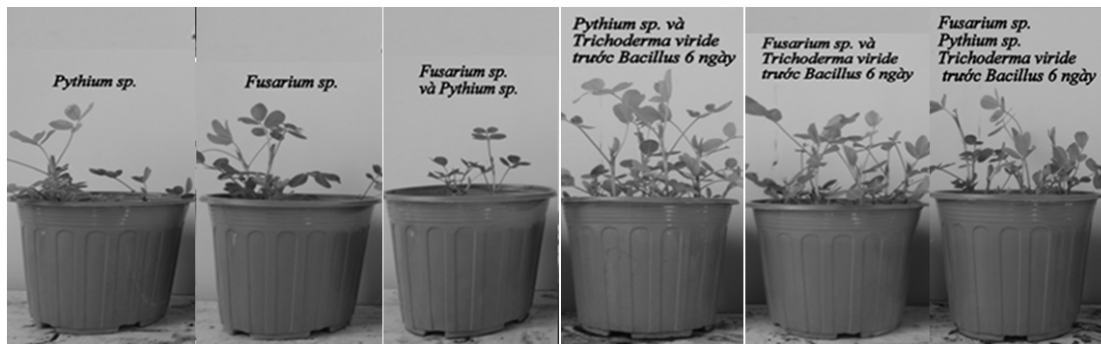 Pythium sp.
Fusarium sp.
Fusarium sp.
và Pythium sp.
Pythium sp. và
Trichoderma viride
trước Bacillus 6 ngày
Fusarium sp. và
Trichoderma viride
trước Bacillus 6 ngày
Fusarium sp.
Pythium sp.
Trichoderma viride
trước Bacillus 6 ngày